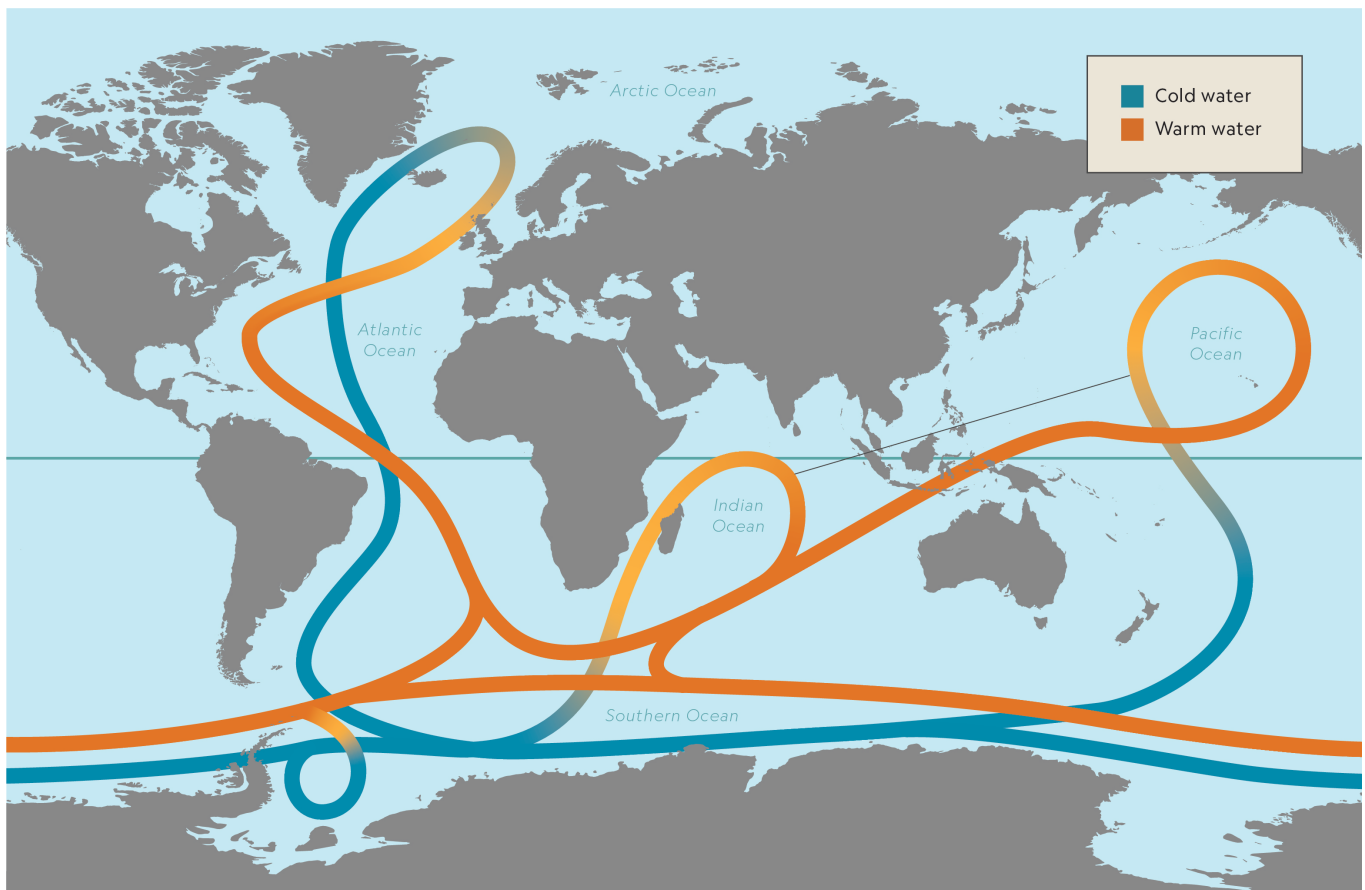 Arctic Ocean
Cold water
Warm water
Atlantic
Ocean
Pacific
Ocean
Indian
Ocean
Southern Ocean